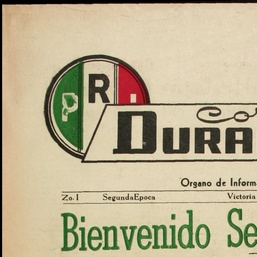 PRI
DURA
Organo de Inform
Zo. I SegundaEpoca Victoria
Bienvenido Se